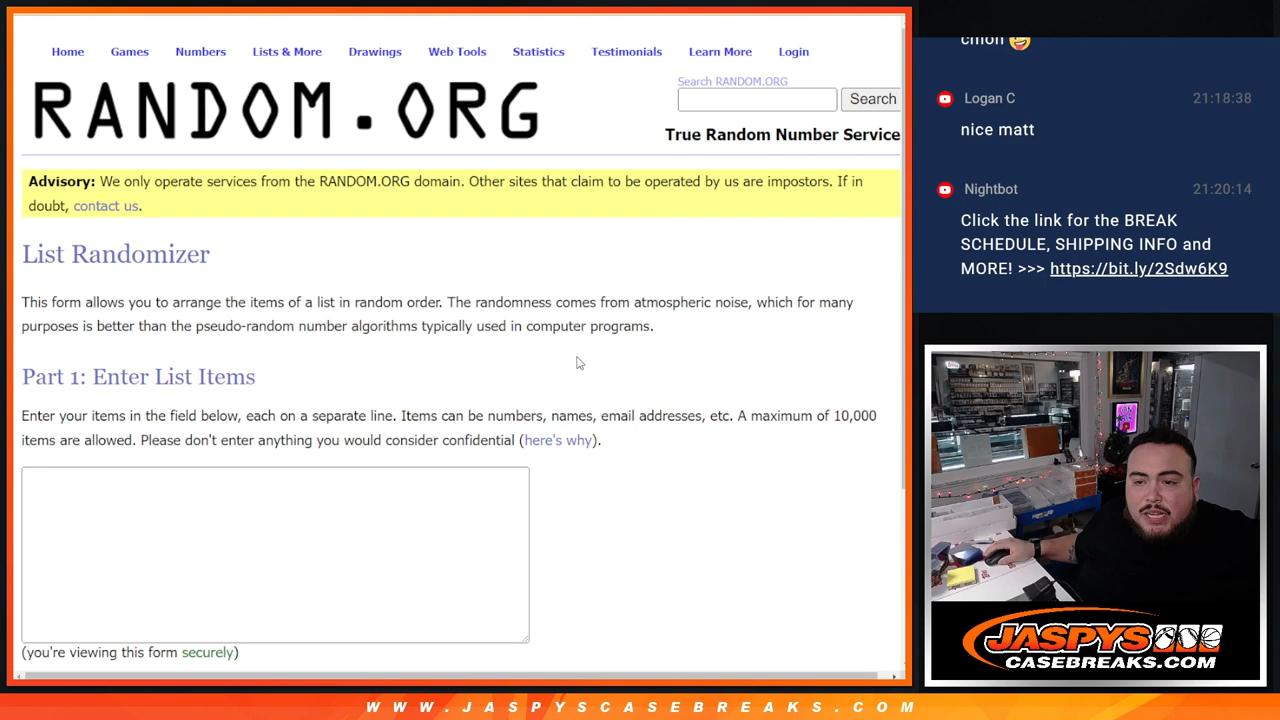 Home Games Numbers Lists & More Drawings Web Tools Statistics Testimonials Learn More Login
RANDOM.ORG
Search RANDOM.ORG
Search
True Random Number Service
Advisory: We only operate services from the RANDOM.ORG domain. Other sites that claim to be operated by us are impostors. If in
doubt, contact us.
List Randomizer
This form allows you to arrange the items of a list in random order. The randomness comes from atmospheric noise, which for many
purposes is better than the pseudo-random number algorithms typically used in computer programs.
Part 1: Enter List Items
Enter your items in the field below, each on a separate line. Items can be numbers, names, email addresses, etc. A maximum of 10,000
items are allowed. Please don't enter anything you would consider confidential (here's why).
(you're viewing this form securely)
cmon 🤪
Logan C 21:18:38
nice matt
Nightbot 21:20:14
Click the link for the BREAK
SCHEDULE, SHIPPING INFO and
MORE! >>> https://bit.ly/2Sdw6K9
JASPYS
CASEBREAKS.COM
WWW.JASPYSCASEBREAKS.COM